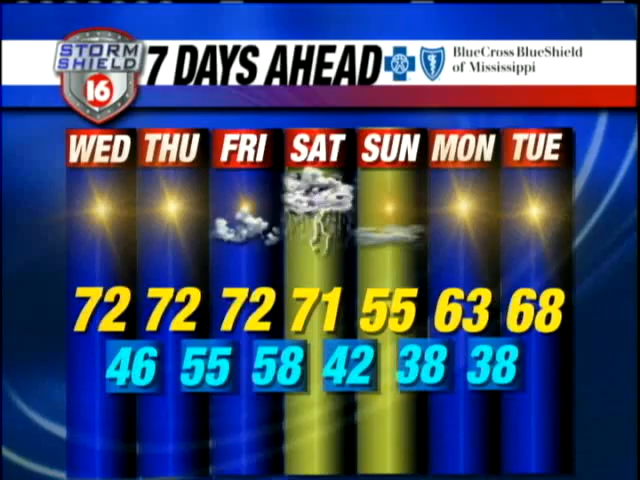 STORM
SHIELD
16
7 DAYS AHEAD
BlueCross BlueShield
of Mississippi
WED THU FRI SAT SUN MON TUE
72 72 72 71 55 63 68
46 55 58 42 38 38